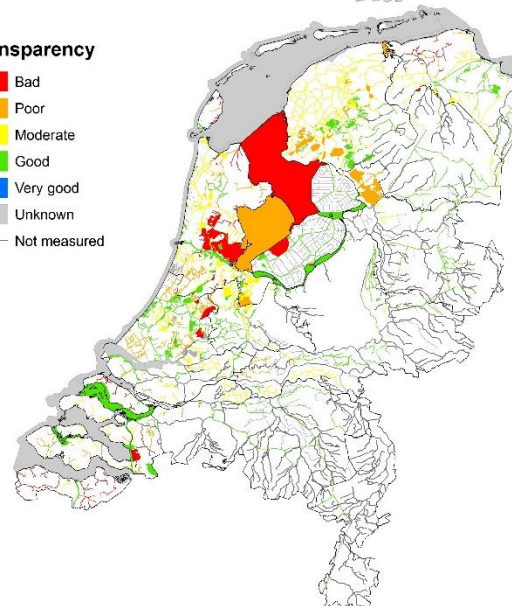 nsparency
Bad
Poor
Moderate
Good
Very good
Unknown
Not measured